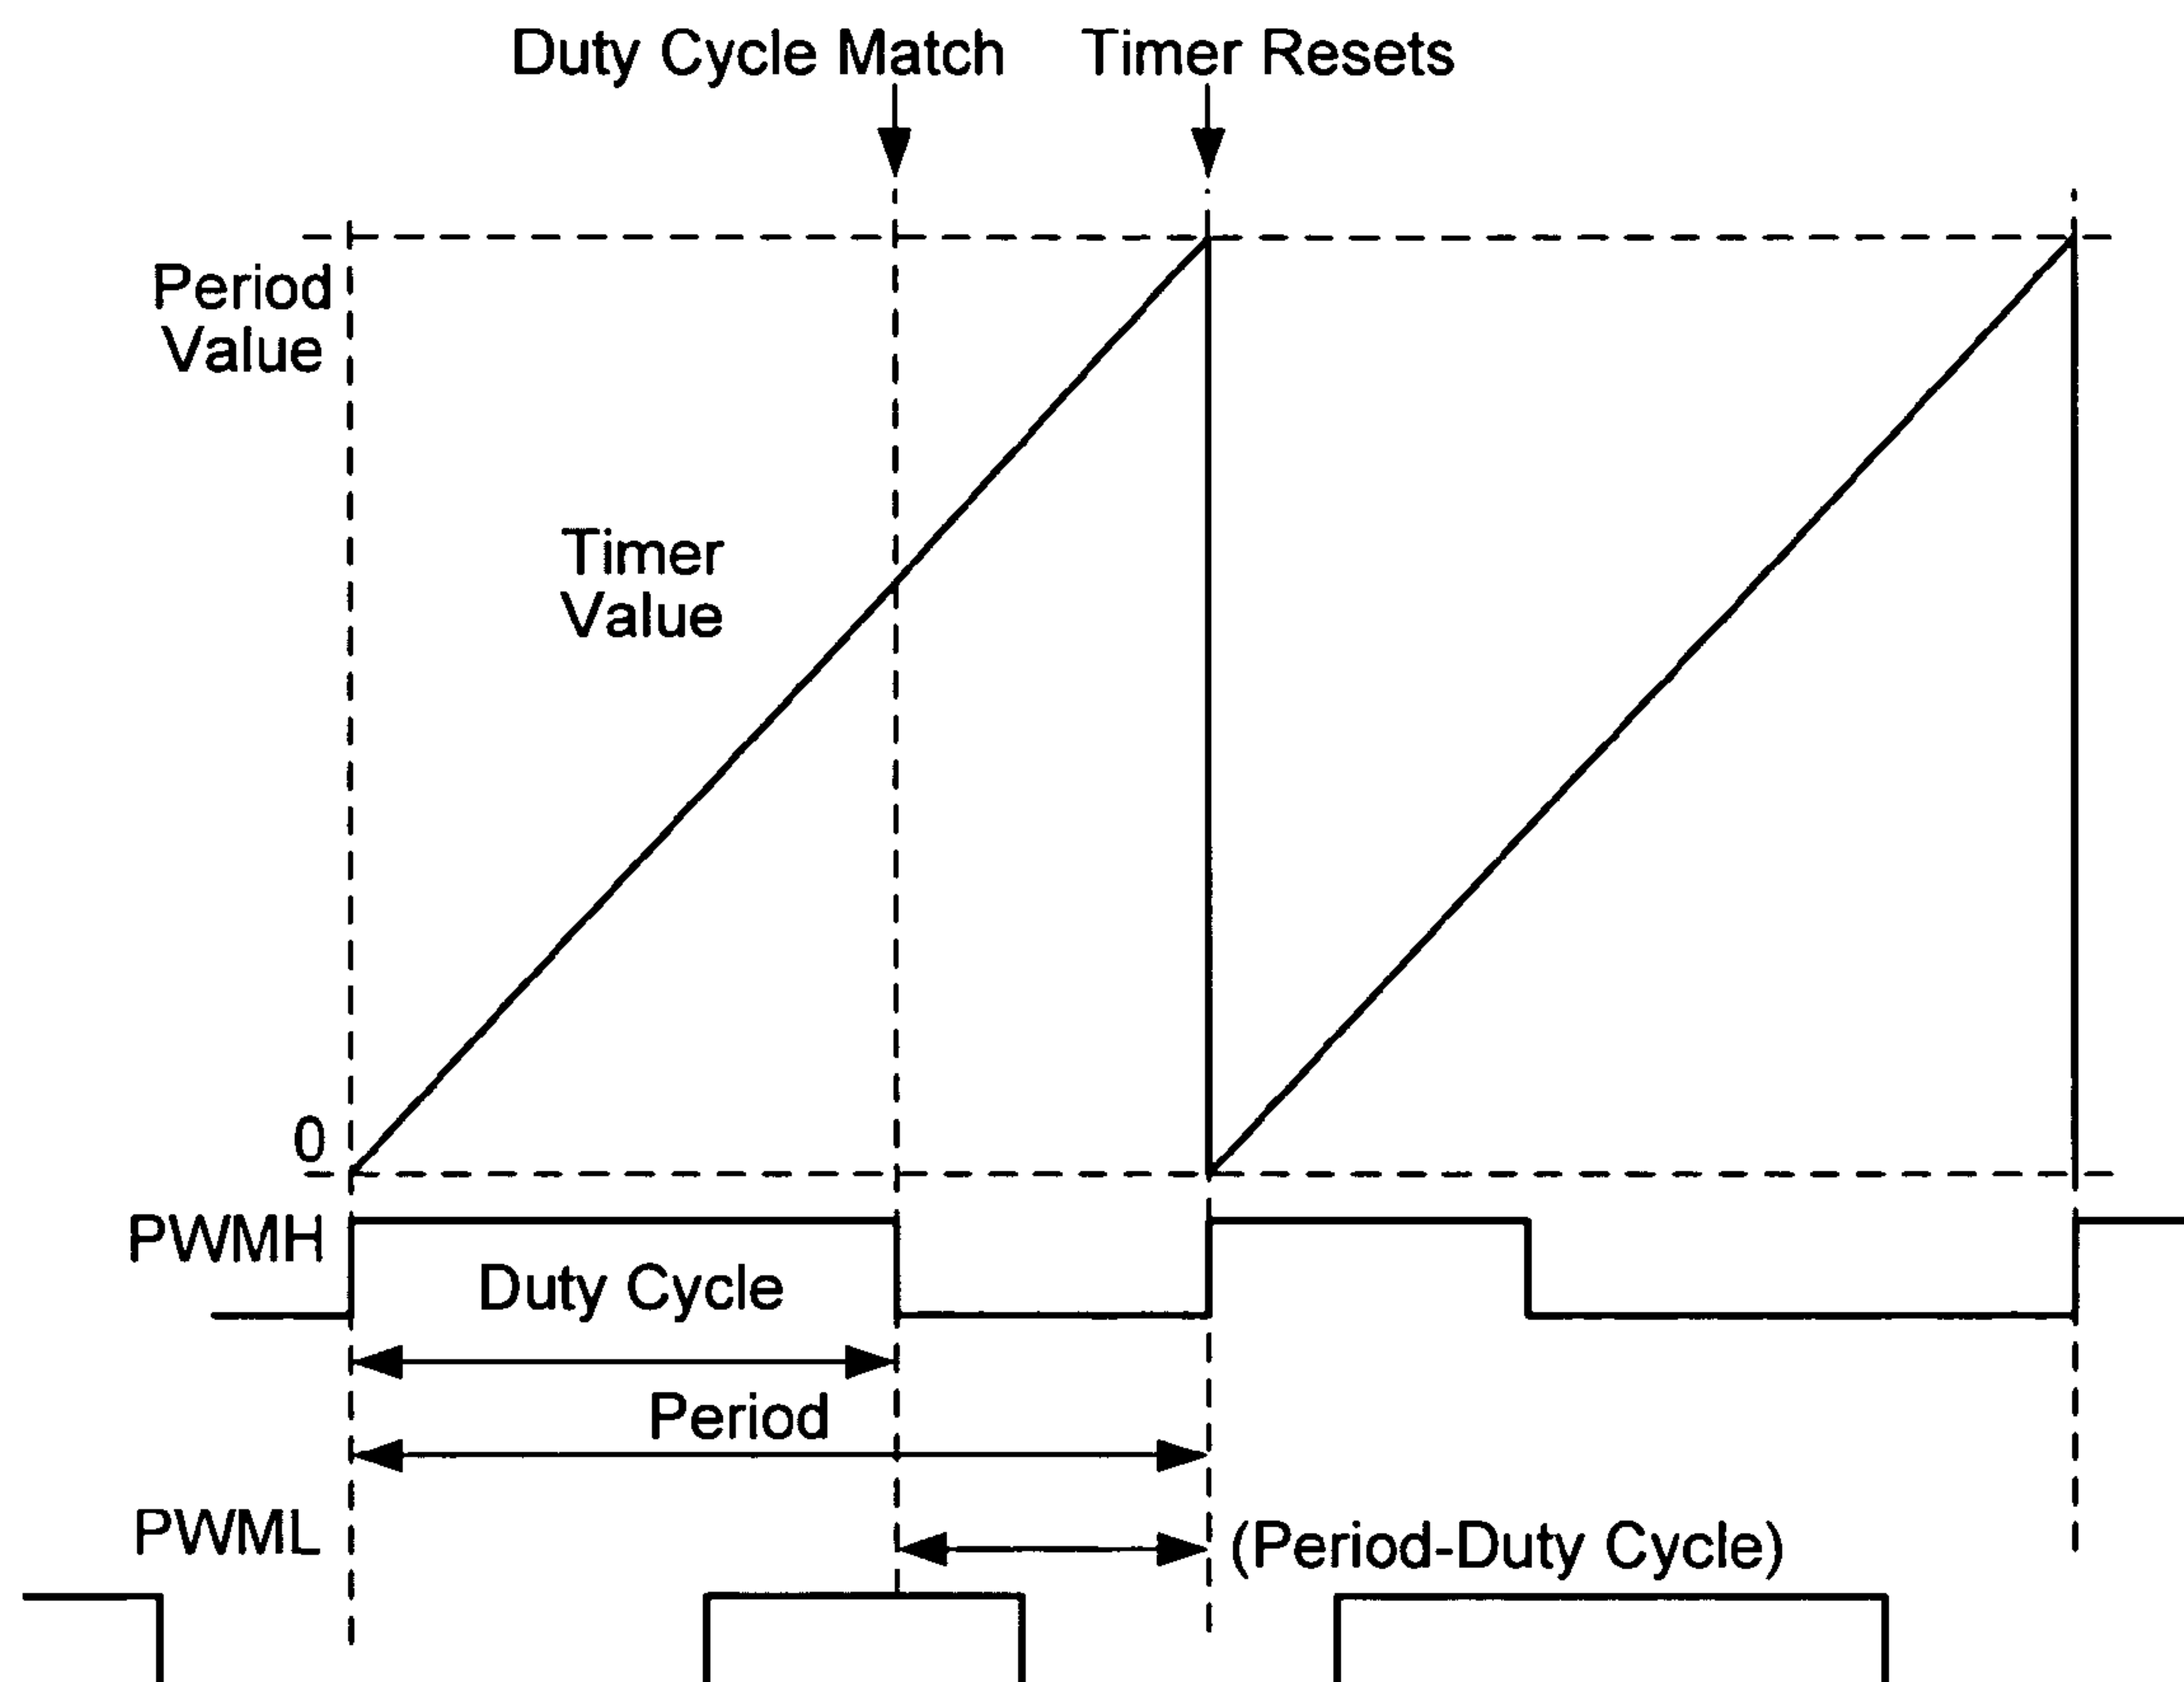 Duty Cycle Match
Timer Resets
Period
Value
Timer
Value
0
PWMH
Duty Cycle
Period
PWML
(Period-Duty Cycle)